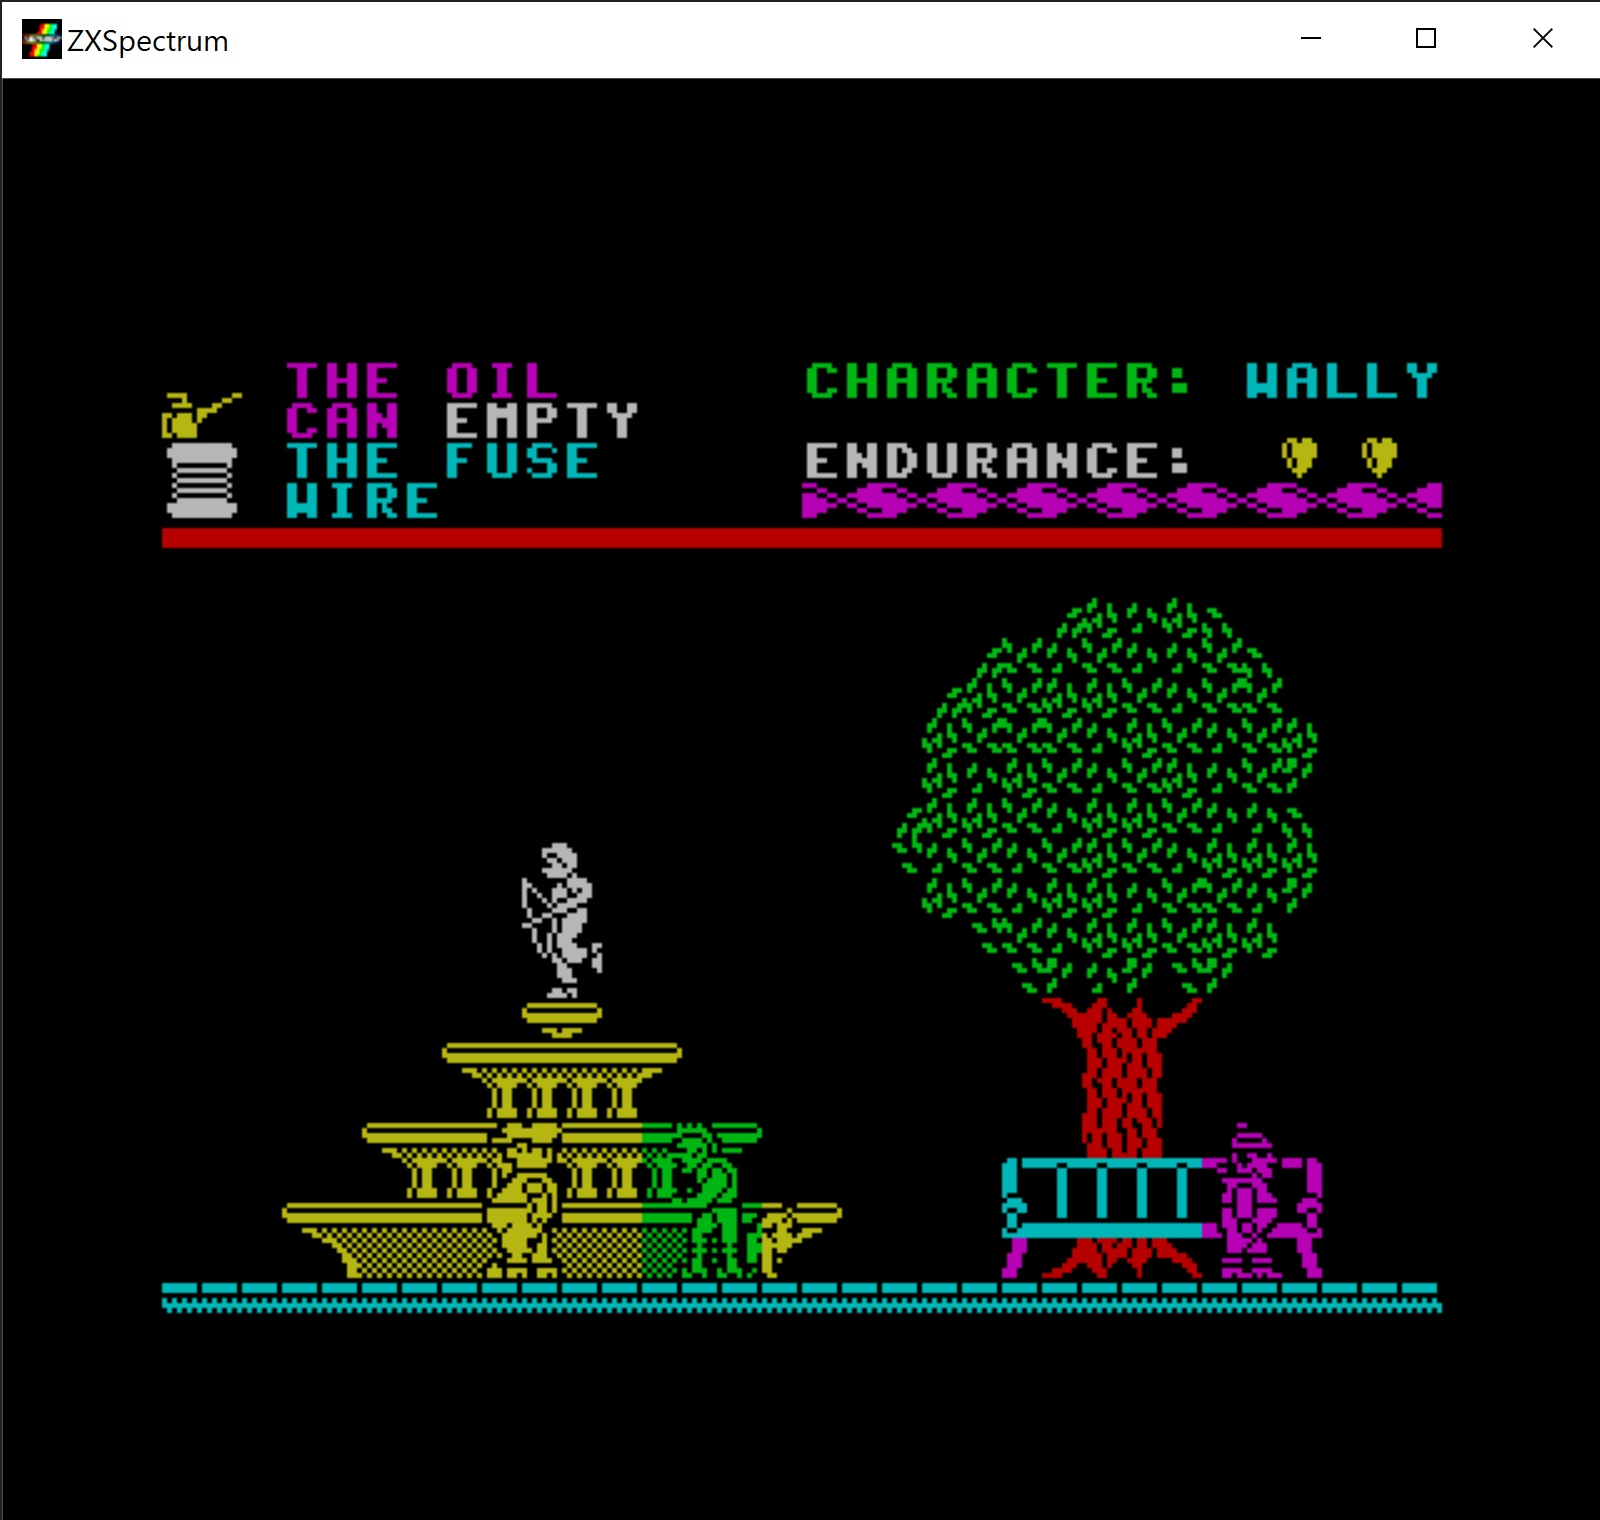 ZXSpectrum
THE OIL
CAN EMPTY
THE FUSE
WIRE
CHARACTER: WALLY
ENDURANCE: